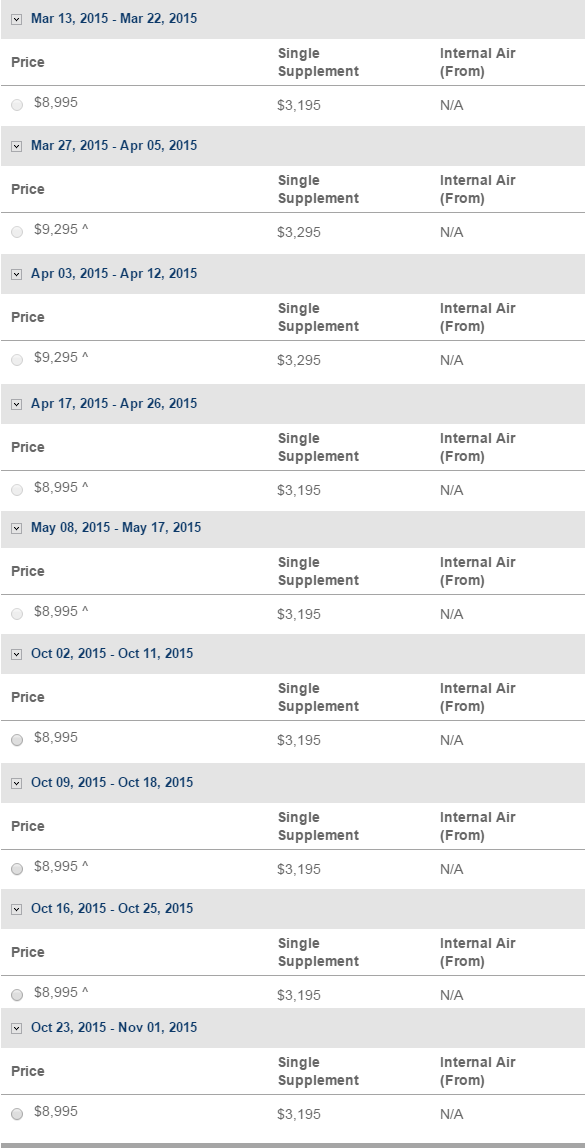 Mar 13, 2015 - Mar 22, 2015
Price Single Supplement Internal Air (From)
$8,995 $3,195 N/A
Mar 27, 2015 - Apr 05, 2015
Price Single Supplement Internal Air (From)
$9,295 ^ $3,295 N/A
Apr 03, 2015 - Apr 12, 2015
Price Single Supplement Internal Air (From)
$9,295 ^ $3,295 N/A
Apr 17, 2015 - Apr 26, 2015
Price Single Supplement Internal Air (From)
$8,995 ^ $3,195 N/A
May 08, 2015 - May 17, 2015
Price Single Supplement Internal Air (From)
$8,995 ^ $3,195 N/A
Oct 02, 2015 - Oct 11, 2015
Price Single Supplement Internal Air (From)
$8,995 $3,195 N/A
Oct 09, 2015 - Oct 18, 2015
Price Single Supplement Internal Air (From)
$8,995 ^ $3,195 N/A
Oct 16, 2015 - Oct 25, 2015
Price Single Supplement Internal Air (From)
$8,995 ^ $3,195 N/A
Oct 23, 2015 - Nov 01, 2015
Price Single Supplement Internal Air (From)
$8,995 $3,195 N/A